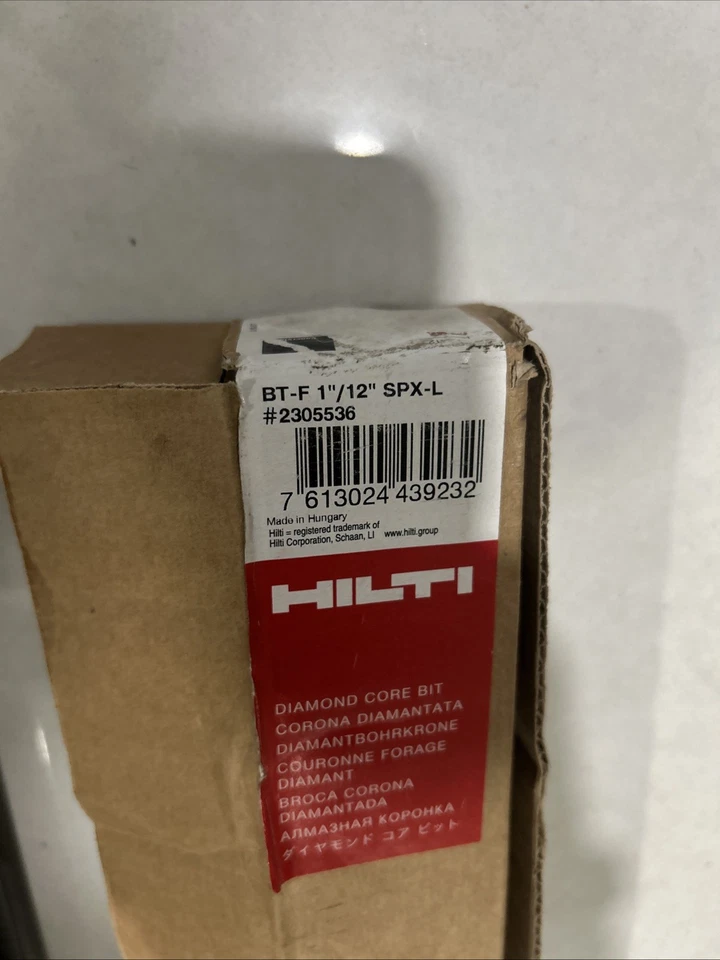 BT-F 1"/12" SPX-L
#2305536
7 613024 439232
Made in Hungary
Hilti = registered trademark of
Hilti Corporation, Schaan, LI www.hilti.group
HILTI
DIAMOND CORE BIT
CORONA DIAMANTATA
DIAMANTBOHRKRONE
COURONNE FORAGE
DIAMANT
BROCA CORONA
DIAMANTADA
АЛМАЗНАЯ КОРОНКА
ダイヤモンド コア ビット